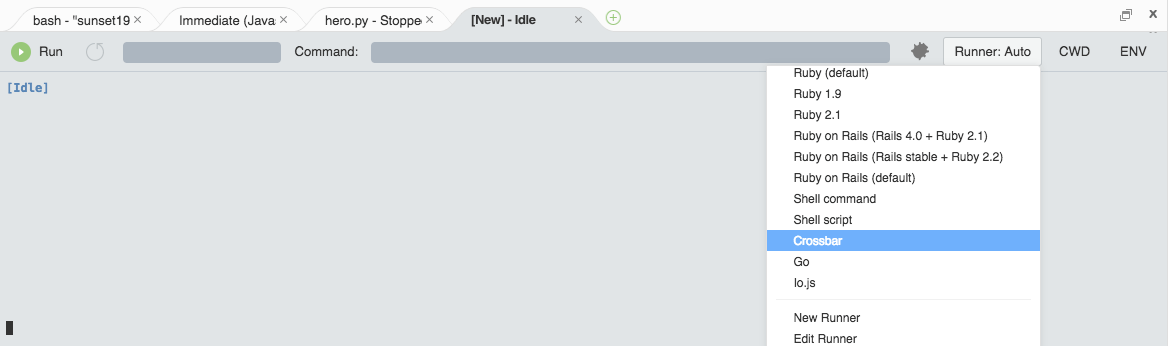 bash - "sunset19
Immediate (Javas
hero.py - Stopped
[New] - Idle
Run
Command:
Runner: Auto
CWD
ENV
[Idle]
Ruby (default)
Ruby 1.9
Ruby 2.1
Ruby on Rails (Rails 4.0 + Ruby 2.1)
Ruby on Rails (Rails stable + Ruby 2.2)
Ruby on Rails (default)
Shell command
Shell script
Crossbar
Go
Io.js
New Runner
Edit Runner